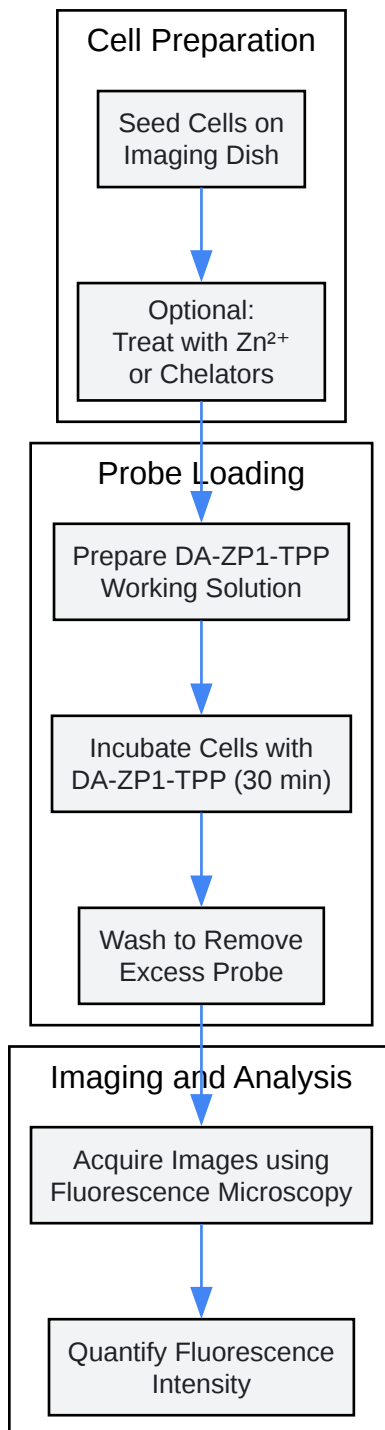 Cell Preparation
Seed Cells on
Imaging Dish
Optional:
Treat with Zn²⁺
or Chelators
Probe Loading
Prepare DA-ZP1-TPP
Working Solution
Incubate Cells with
DA-ZP1-TPP (30 min)
Wash to Remove
Excess Probe
Imaging and Analysis
Acquire Images using
Fluorescence Microscopy
Quantify Fluorescence
Intensity